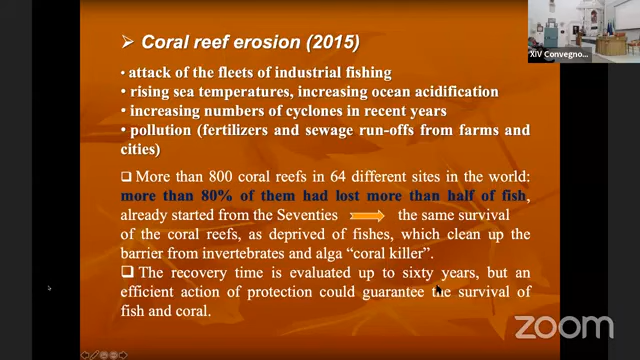 ➢ Coral reef erosion (2015)
• attack of the fleets of industrial fishing
• rising sea temperatures, increasing ocean acidification
• increasing numbers of cyclones in recent years
• pollution (fertilizers and sewage run-offs from farms and
cities)
❑ More than 800 coral reefs in 64 different sites in the world:
more than 80% of them had lost more than half of fish,
already started from the Seventies ⇨ the same survival
of the coral reefs, as deprived of fishes, which clean up the
barrier from invertebrates and alga “coral killer”.
❑ The recovery time is evaluated up to sixty years, but an
efficient action of protection could guarantee the survival of
fish and coral.
XIV Convegno...
zoom